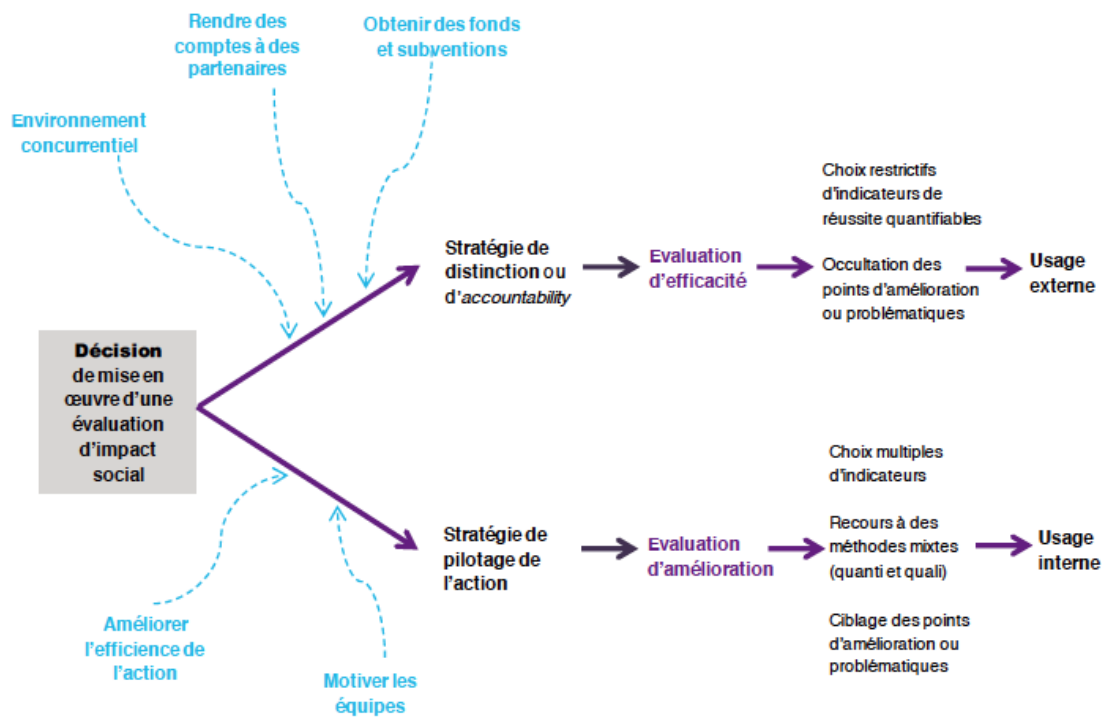 Rendre des
comptes à des
partenaires
Obtenir des fonds
et subventions
Environnement
concurrentiel
Choix restrictifs
d'indicateurs de
réussite quantifiables
Stratégie de
distinction ou
d'accountability
Evaluation
d'efficacité
Occultation des
points d'amélioration
ou problématiques
Usage
externe
Décision
de mise en
œuvre d'une
évaluation
d'impact
social
Choix multiples
d'indicateurs
Stratégie de
pilotage de
l'action
Evaluation
d'amélioration
Recours à des
méthodes mixtes
(quanti et quali)
Usage
interne
Ciblage des points
d'amélioration ou
problématiques
Améliorer
l'efficience de
l'action
Motiver les
équipes